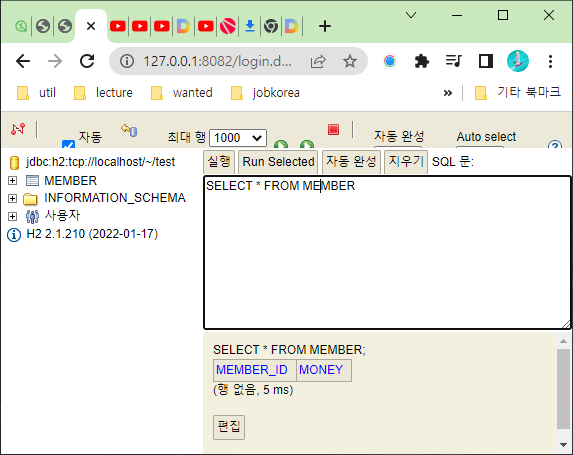 127.0.0.1:8082/login.d...
util lecture wanted jobkorea » 기타 북마크
자동 최대 행 1000 자동 완성 Auto select
jdbc:h2:tcp://localhost/~/test
MEMBER
INFORMATION_SCHEMA
사용자
H2 2.1.210 (2022-01-17)
실행 Run Selected 자동 완성 지우기 SQL 문:
SELECT * FROM MEMBER
SELECT * FROM MEMBER;
MEMBER_ID MONEY
(행 없음, 5 ms)
편집